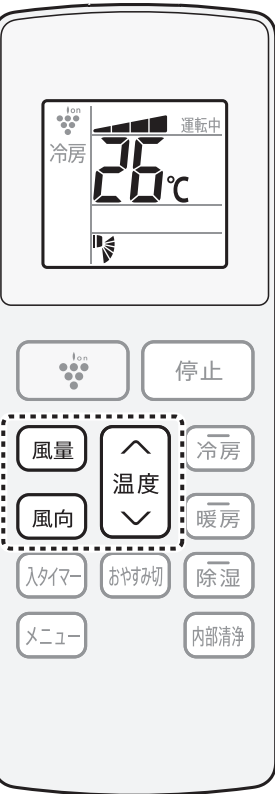 Ion 運転中
冷房
26℃
Ion
停止
風量 温度 冷房
風向 暖房
入タイマー おやすみ切 除湿
メニュー 内部清浄